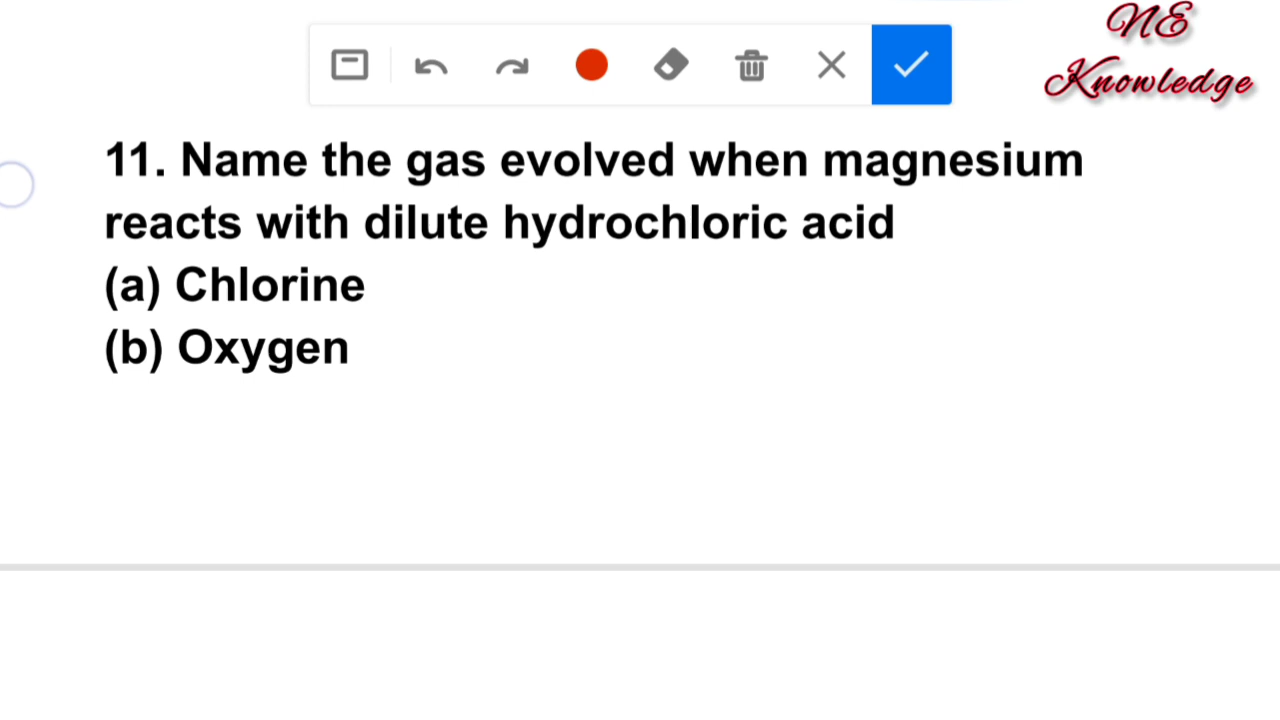 NE
Knowledge
11. Name the gas evolved when magnesium
reacts with dilute hydrochloric acid
(a) Chlorine
(b) Oxygen